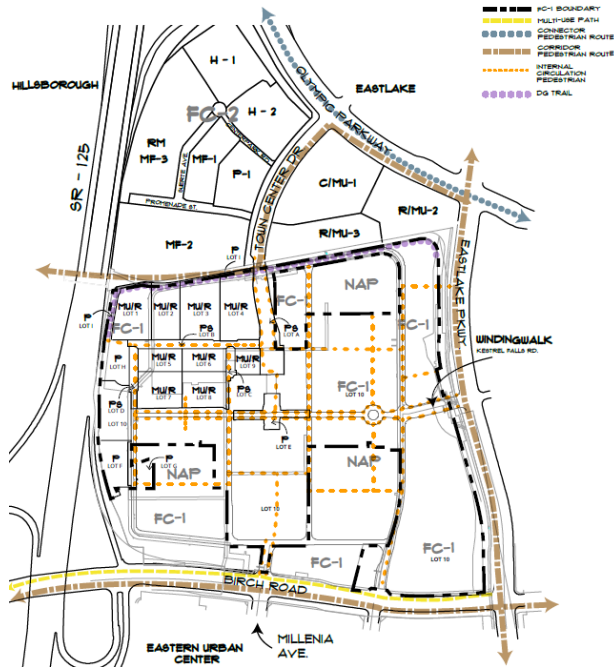 FC-1 BOUNDARY
MULTI-USE PATH
CONNECTOR
PEDESTRIAN ROUTE
CORRIDOR
PEDESTRIAN ROUTE
INTERNAL
CIRCULATION
PEDESTRIAN
DG TRAIL
HILLSBOROUGH
EASTLAKE
SR - 125
OLYMPIC PARKWAY
H - 1
FC-2
H - 2
RM
MF-3
MF-1
P-1
PROMENADE ST.
TOWN CENTER DR
C/MU-1
R/MU-2
R/MU-3
MF-2
P
LOT I
EASTLAKE PKWY
P
LOT I
MU/R
LOT 1
MU/R
LOT 2
MU/R
LOT 3
MU/R
LOT 4
FC-1
FC-1
NAP
FC-1
PS
LOT B
PS
LOT A
WINDINGWALK
KESTREL FALLS RD.
P
LOT H
MU/R
LOT 5
MU/R
LOT 6
MU/R
LOT 9
PS
LOT D
LOT 10
MU/R
LOT 7
MU/R
LOT 8
PS
LOT C
FC-1
LOT 10
P
LOT E
P
LOT F
P
LOT G
NAP
NAP
FC-1
LOT 10
FC-1
FC-1
LOT 10
BIRCH ROAD
EASTERN URBAN
CENTER
MILLENIA
AVE.